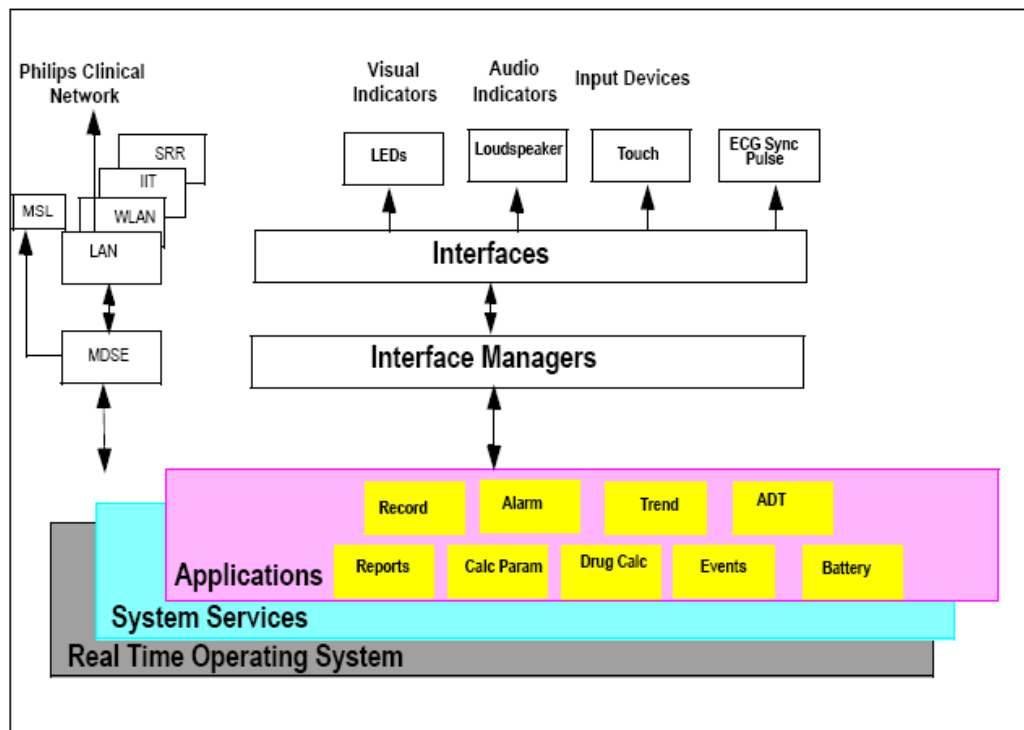 Philips Clinical
Network
Visual
Indicators
Audio
Indicators
Input Devices
SRR
IIT
MSL
WLAN
LAN
MDSE
LEDs
Loudspeaker
Touch
ECG Sync
Pulse
Interfaces
Interface Managers
Record
Alarm
Trend
ADT
Applications
Reports
Calc Param
Drug Calc
Events
Battery
System Services
Real Time Operating System